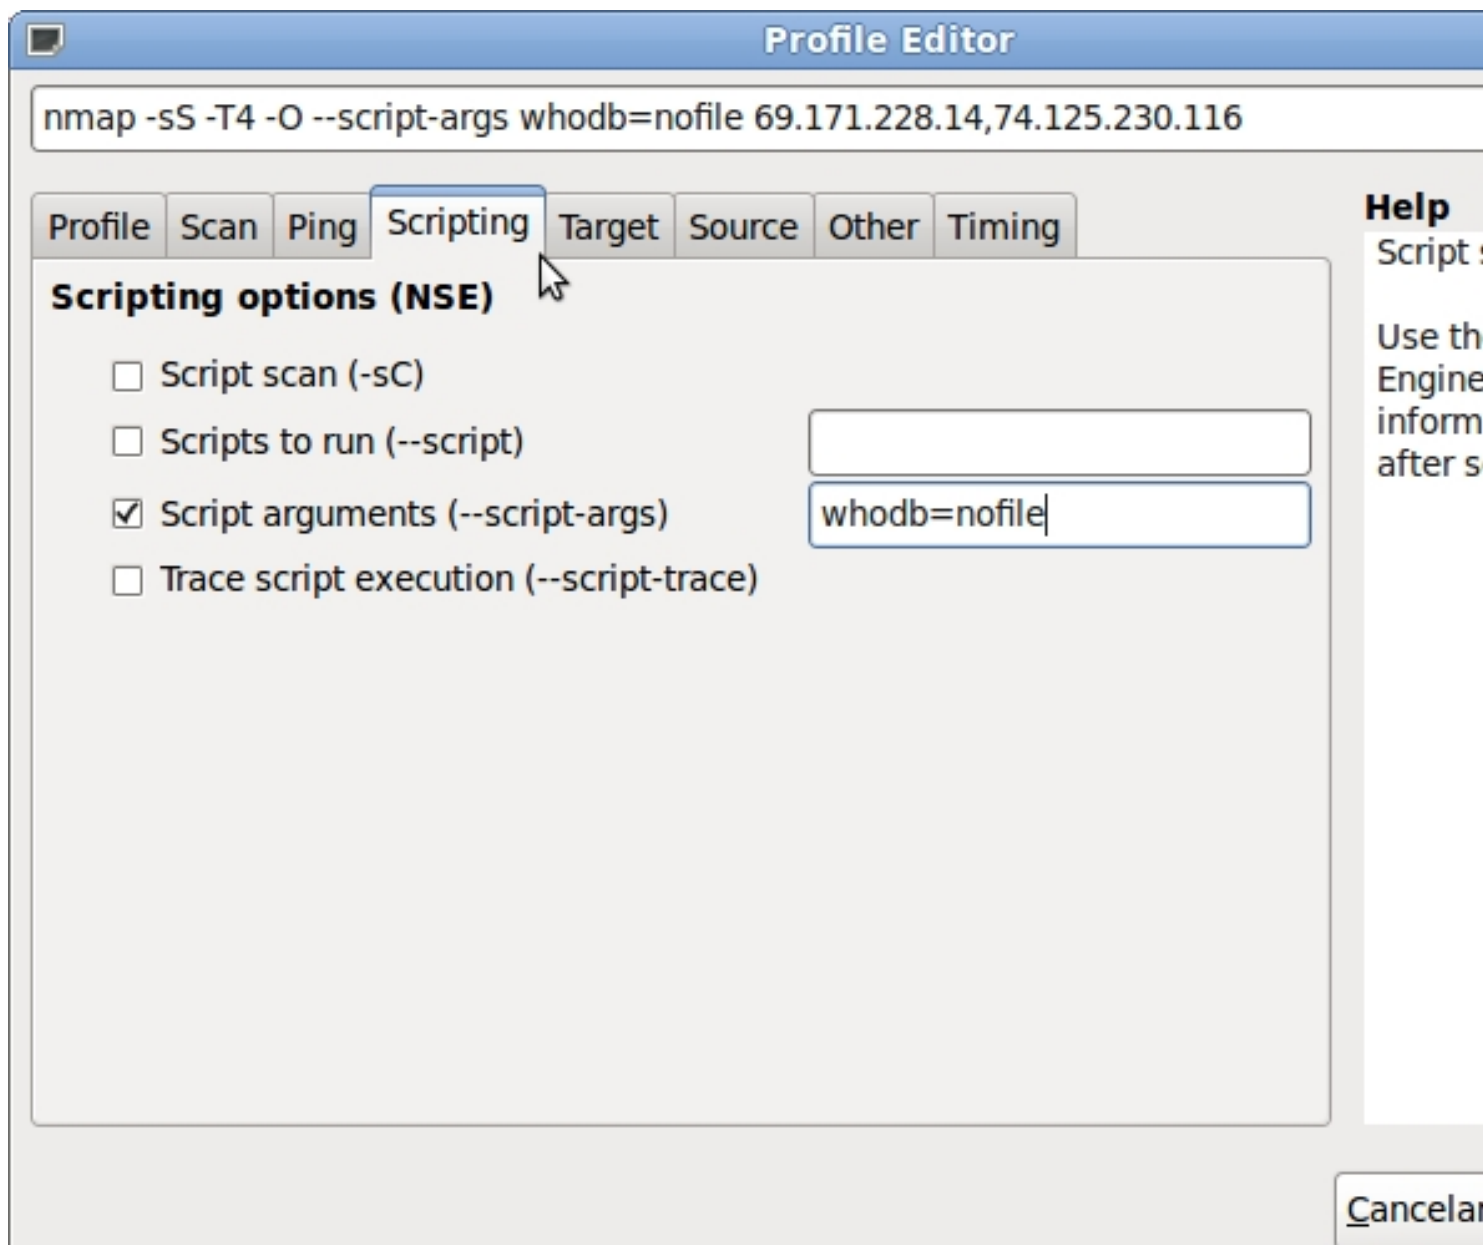 Profile Editor
nmap -sS -T4 -O --script-args whodb=nofile 69.171.228.14,74.125.230.116
Profile Scan Ping Scripting Target Source Other Timing
Scripting options (NSE)
Script scan (-sC)
Scripts to run (--script)
Script arguments (--script-args) whodb=nofile
Trace script execution (--script-trace)
Help
Script
Use
Engine
after
Cancelar